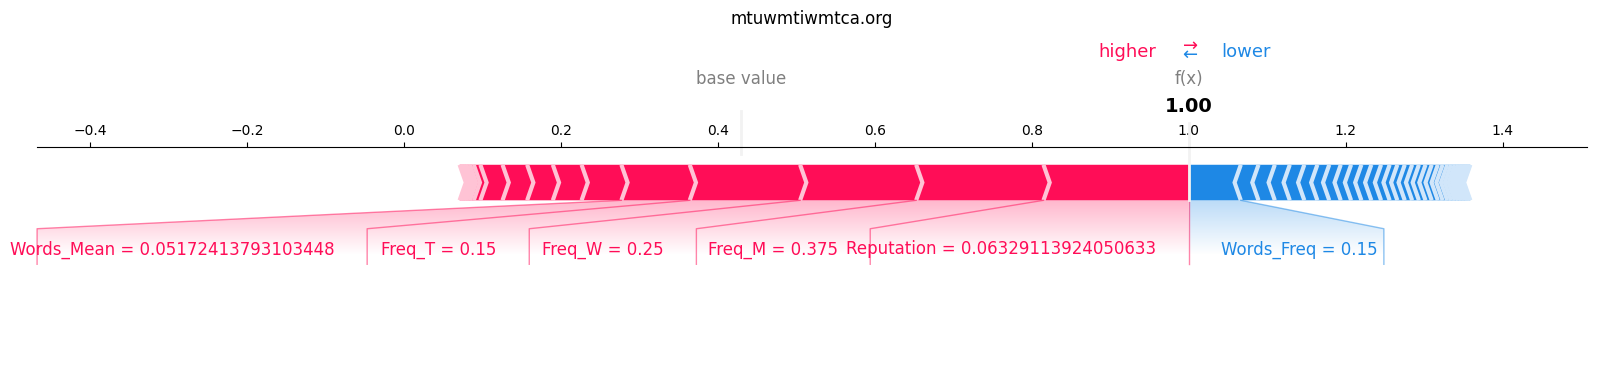 mtuwmtiwmtca.org
higher → ← lower
base value f(x)
1.00
−0.4 −0.2 0.0 0.2 0.4 0.6 0.8 1.0 1.2 1.4
Words_Mean = 0.05172413793103448 Freq_T = 0.15 Freq_W = 0.25 Freq_M = 0.375 Reputation = 0.06329113924050633 Words_Freq = 0.15